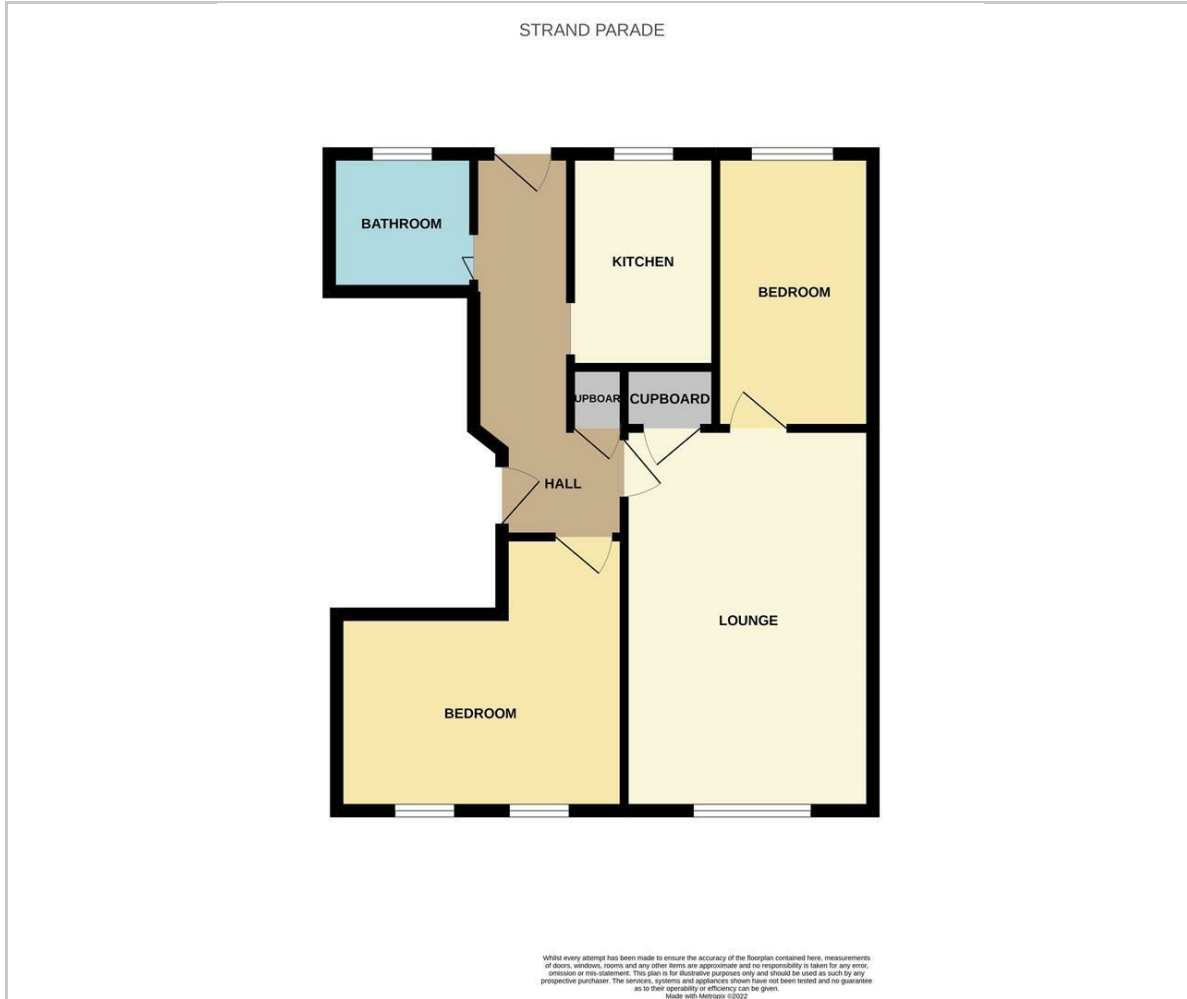 STRAND PARADE
BATHROOM
KITCHEN
BEDROOM
UPBOAR
CUPBOARD
HALL
LOUNGE
BEDROOM
Whilst every attempt has been made to ensure the accuracy of the floorplan contained here, measurements
of doors, windows, rooms and any other items are approximate and no responsibility is taken for any error,
omission or mis-statement. This plan is for illustrative purposes only and should be used as such by any
prospective purchaser. The services, systems and appliances shown have not been tested and no guarantee
as to their operability or efficiency can be given.
Made with Metropix ©2022